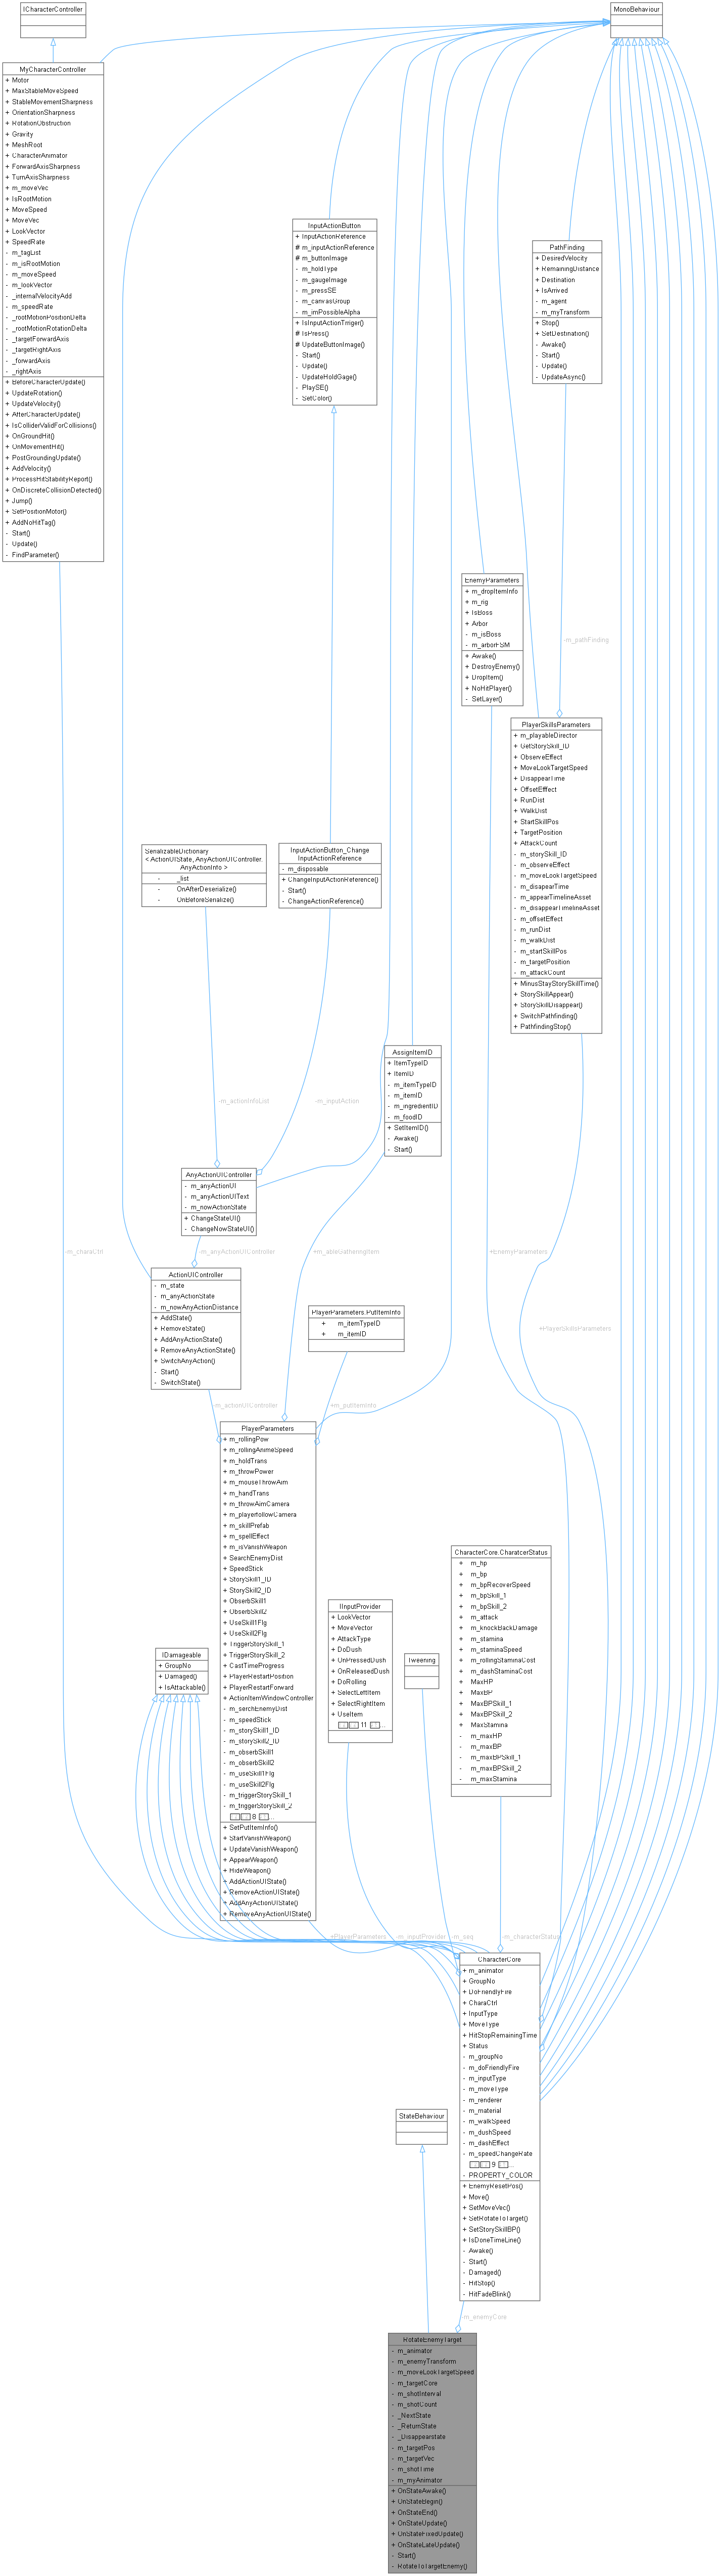 ICharacterController
MonoBehaviour
MyCharacterController
+ Motor
+ MaxStableMoveSpeed
+ StableMovementSharpness
+ OrientationSharpness
+ RotationObstruction
+ Gravity
+ MeshRoot
+ CharacterAnimator
+ ForwardAxisSharpness
+ TurnAxisSharpness
- m_moveVec
+ IsRootMotion
+ MoveSpeed
+ MoveVec
+ LookVector
+ SpeedRate
- m_tagList
- m_isRootMotion
- m_moveSpeed
- m_lookVector
- _internalVelocityAdd
- m_speedRate
- _rootMotionPositionDelta
- _rootMotionRotationDelta
- _targetForwardAxis
- _targetRightAxis
- _forwardAxis
- _rightAxis
+ BeforeCharacterUpdate()
+ UpdateRotation()
+ UpdateVelocity()
+ AfterCharacterUpdate()
+ IsColliderValidForCollisions()
+ OnGroundHit()
+ OnMovementHit()
+ PostGroundingUpdate()
+ AddVelocity()
+ ProcessHitStabilityReport()
+ OnDiscreteCollisionDetected()
+ Jump()
+ SetPositionMotor()
+ AddNoHitTag()
- Start()
- Update()
- FindParameter()
InputActionButton
+ InputActionReference
# m_inputActionReference
# m_buttonImage
- m_holdType
- m_gaugeImage
- m_pressSE
- m_canvasGroup
- m_imPossibleAlpha
+ IsInputActionTrriger()
# IsPress()
# UpdateButtonImage()
- Start()
- Update()
- UpdateHoldGage()
- PlaySE()
- SetColor()
PathFinding
+ DesiredVelocity
+ RemainingDistance
+ Destination
+ IsArrived
- m_agent
- m_myTransform
+ Stop()
+ SetDestination()
- Awake()
- Start()
- Update()
- UpdateAsync()
EnemyParameters
+ m_dropItemInfo
+ m_rig
+ IsBoss
+ Arbor
- m_isBoss
- m_arborFSM
+ Awake()
+ DestroyEnemy()
+ DropItem()
+ NoHitPlayer()
- SetLayer()
-m_pathFinding
PlayerSkillsParameters
+ m_playableDirector
+ GetStorySkill_ID
+ ObserveEffect
+ MoveLookTargetSpeed
+ DisappearTime
+ OffsetEfffect
+ RunDist
+ WalkDist
+ StartSkillPos
+ TargetPosition
+ AttackCount
- m_storySkill_ID
- m_observeEffect
- m_moveLookTargetSpeed
- m_disapearTime
- m_appearTimelineAsset
- m_disappearTimelineAsset
- m_offsetEffect
- m_runDist
- m_walkDist
- m_startSkillPos
- m_targetPosition
- m_attackCount
+ MinusStayStorySkillTime()
+ StorySkillAppear()
+ StorySkillDisappear()
+ SwitchPathfinding()
+ PathfindingStop()
SerializableDictionary
< ActionUIState, AnyActionUIController.
AnyActionInfo >
- _list
- OnAfterDeserialize()
- OnBeforeSerialize()
InputActionButton_Change
InputActionReference
- m_disposable
+ ChangeInputActionReference()
- Start()
- ChangeActionReference()
AssignItemID
+ ItemTypeID
+ ItemID
- m_itemTypeID
- m_itemID
- m_ingredientID
- m_foodID
+ SetItemID()
- Awake()
- Start()
-m_actionInfoList
-m_inputAction
AnyActionUIController
- m_anyActionUI
- m_anyActionUIText
- m_nowActionState
+ ChangeStateUI()
- ChangeNowStateUI()
-m_charaCtrl
-m_anyActionUIController
+m_ableGatheringItem
+EnemyParameters
ActionUIController
- m_state
- m_anyActionState
- m_nowAnyActionDistance
+ AddState()
+ RemoveState()
+ AddAnyActionState()
+ RemoveAnyActionState()
+ SwitchAnyAction()
- Start()
- SwitchState()
PlayerParameters.PutItemInfo
+ m_itemTypeID
+ m_itemID
+PlayerSkillsParameters
-m_actionUIController
+m_putItemInfo
PlayerParameters
+ m_rollingPow
+ m_rollingAnimeSpeed
+ m_holdTrans
+ m_throwPower
+ m_mouseThrowAim
+ m_handTrans
+ m_throwAimCamera
+ m_playerfollowCamera
+ m_skillPrefab
+ m_spellEffect
+ m_isVanishWeapon
+ SearchEnemyDist
+ SpeedStick
+ StorySkill1_ID
+ StorySkill2_ID
+ ObserbSkill1
+ ObserbSkill2
+ UseSkill1Flg
+ UseSkill2Flg
+ TriggerStorySkill_1
+ TriggerStorySkill_2
+ CastTimeProgress
+ PlayerRestartPosition
+ PlayerRestartForward
+ ActionItemWindowController
- m_serchEnemyDist
- m_speedStick
- m_storySkill1_ID
- m_storySkill2_ID
- m_obserbSkill1
- m_obserbSkill2
- m_useSkill1Flg
- m_useSkill2Flg
- m_triggerStorySkill_1
- m_triggerStorySkill_2
8 ...
+ SetPutItemInfo()
+ StartVanishWeapon()
+ UpdateVanishWeapon()
+ AppearWeapon()
+ HideWeapon()
+ AddActionUIState()
+ RemoveActionUIState()
+ AddAnyActionUIState()
+ RemoveAnyActionUIState()
CharacterCore.CharatcerStatus
+ m_hp
+ m_bp
+ m_bpRecoverSpeed
+ m_bpSkill_1
+ m_bpSkill_2
+ m_attack
+ m_knockBackDamage
+ m_stamina
+ m_staminaSpeed
+ m_rollingStaminaCost
+ m_dashStaminaCost
+ MaxHP
+ MaxBP
+ MaxBPSkill_1
+ MaxBPSkill_2
+ MaxStamina
- m_maxHP
- m_maxBP
- m_maxBPSkill_1
- m_maxBPSkill_2
- m_maxStamina
IInputProvider
+ LookVector
+ MoveVector
+ AttackType
+ DoDush
+ UnPressedDush
+ OnReleasedDush
+ DoRolling
+ SelectLeftItem
+ SelectRightItem
+ UseItem
11 ...
IDamageable
+ GroupNo
+ Damaged()
+ IsAttackable()
Tweening
+PlayerParameters
-m_inputProvider
-m_seq
-m_characterStatus
CharacterCore
+ m_animator
+ GroupNo
+ DoFriendlyFire
+ CharaCtrl
+ InputType
+ MoveType
+ HitStopRemainingTime
+ Status
- m_groupNo
- m_doFriendlyFire
- m_inputType
- m_moveType
- m_renderer
- m_material
- m_walkSpeed
- m_dushSpeed
- m_dashEffect
- m_speedChangeRate
9 ...
- PROPERTY_COLOR
+ EnemyResetPos()
+ Move()
+ SetMoveVec()
+ SetRotateToTarget()
+ SetStorySkillBP()
+ IsDoneTimeLine()
- Awake()
- Start()
- Damaged()
- HitStop()
- HitFadeBlink()
StateBehaviour
-m_enemyCore
RotateEnemyTarget
- m_animator
- m_enemyTransform
- m_moveLookTargetSpeed
- m_targetCore
- m_shotInterval
- m_shotCount
- _NextState
- _ReturnState
- _Disappearstate
- m_targetPos
- m_targetVec
- m_shotTime
- m_myAnimator
+ OnStateAwake()
+ OnStateBegin()
+ OnStateEnd()
+ OnStateUpdate()
+ OnStateFixedUpdate()
+ OnStateLateUpdate()
- Start()
- RotateToTargetEnemy()